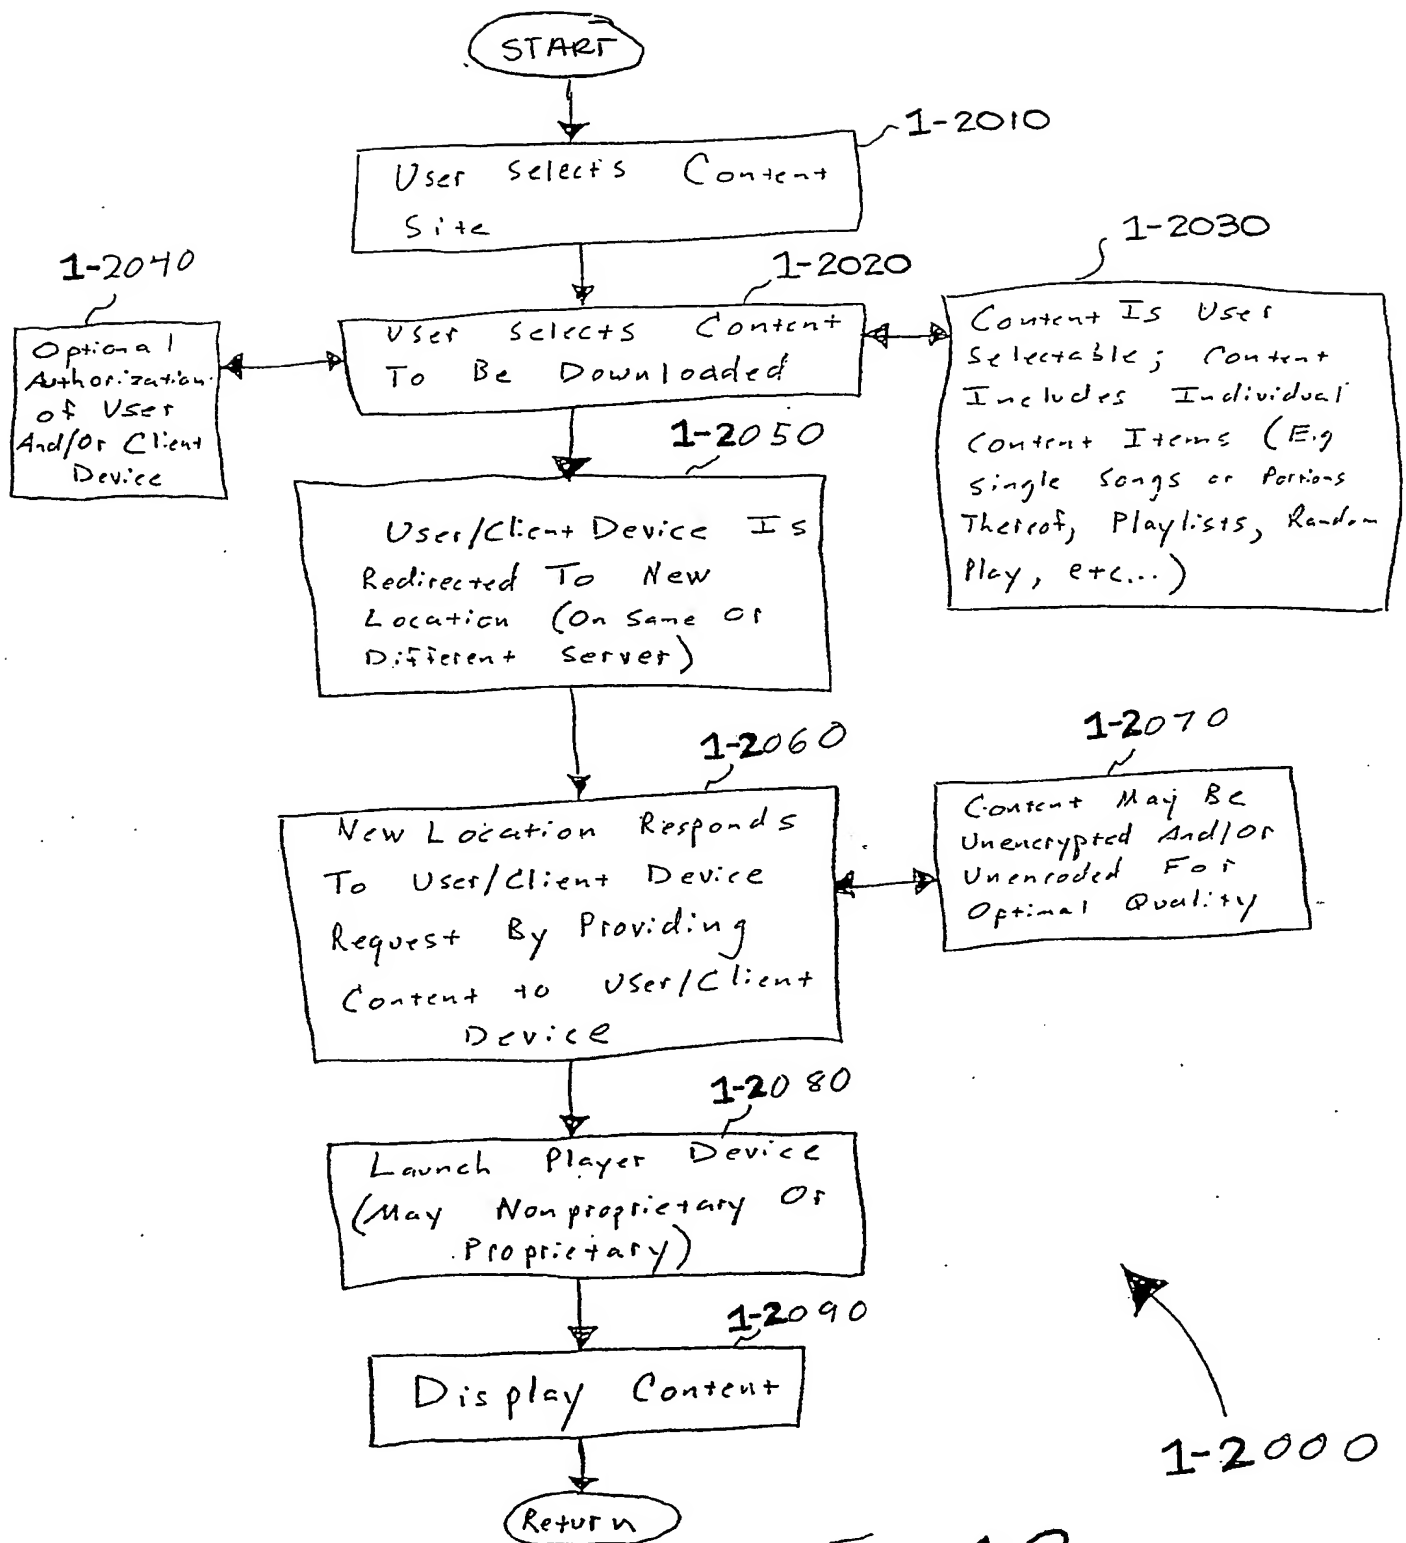 START
1-2010
User Selects Content
Site
1-2040
1-2020
1-2030
Optional
Authorization
of User
And/Or Client
Device
User Selects Content
To Be Downloaded
Content Is User
Selectable; Content
Includes Individual
Content Items (E.g
Single Songs or Portions
Thereof, Playlists, Random
Play, etc...)
1-2050
User/Client Device Is
Redirected To New
Location (On Same Or
Different Server)
1-2060
New Location Responds
To User/Client Device
Request By Providing
Content to User/Client
Device
1-2070
Content May Be
Unencrypted And/Or
Unencoded For
Optimal Quality
1-2080
Launch Player Device
(May Nonproprietary Or
Proprietary)
1-2090
Display Content
1-2000
Return